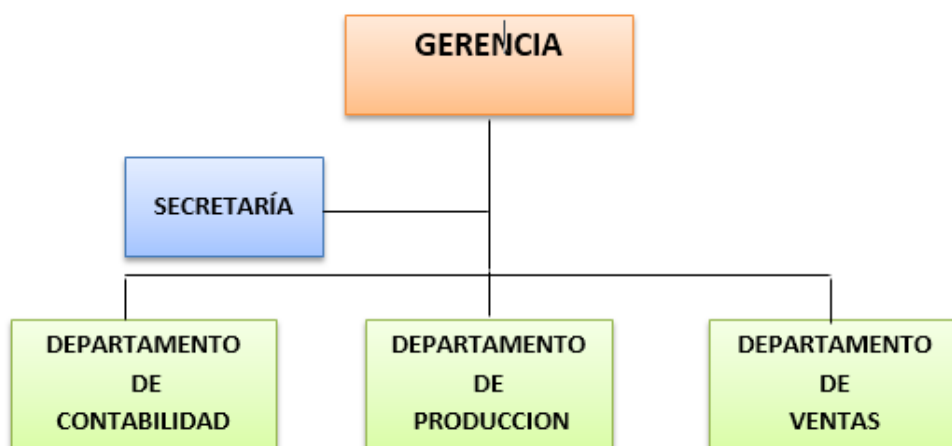 GERENCIA
SECRETARÍA
DEPARTAMENTO
DE
CONTABILIDAD
DEPARTAMENTO
DE
PRODUCCION
DEPARTAMENTO
DE
VENTAS